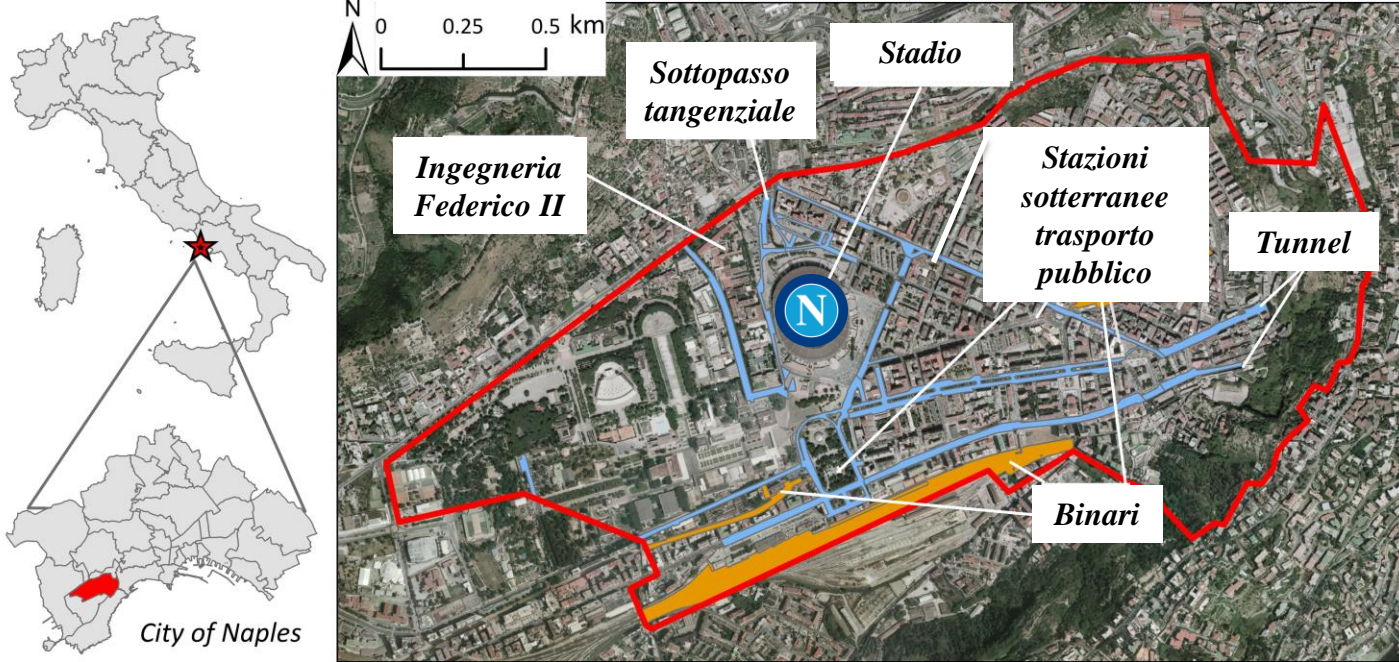 N
0 0.25 0.5 km
Stadio
Sottopasso
tangenziale
Ingegneria
Federico II
Stazioni
sotterranee
trasporto
pubblico
Tunnel
N
Binari
City of Naples